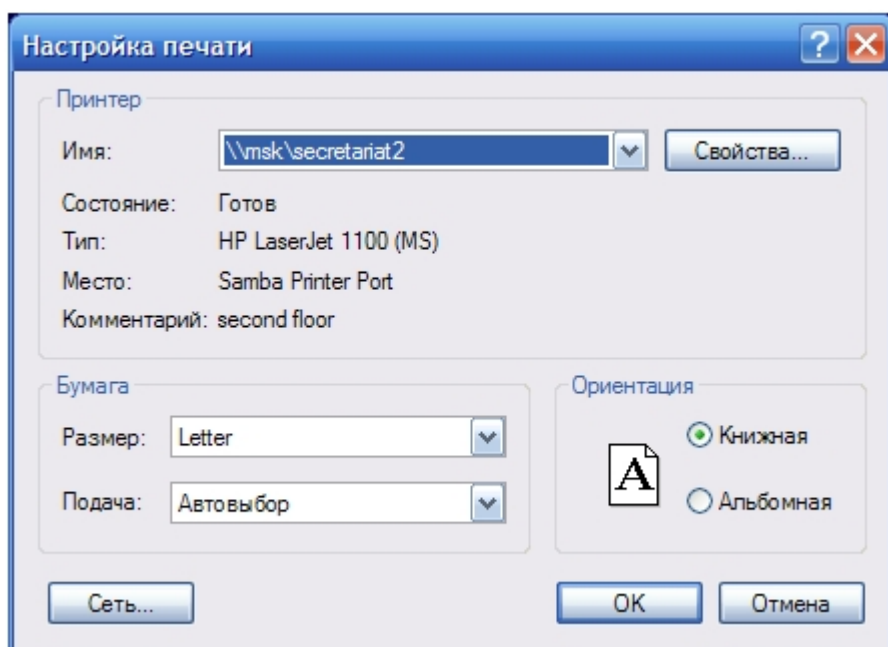 Настройка печати
Принтер
Имя: \\msk\secretariat2 Свойства...
Состояние: Готов
Тип: HP LaserJet 1100 (MS)
Место: Samba Printer Port
Комментарий: second floor
Бумага
Размер: Letter
Подача: Автовыбор
Ориентация
A
Книжная
Альбомная
Сеть... OK Отмена